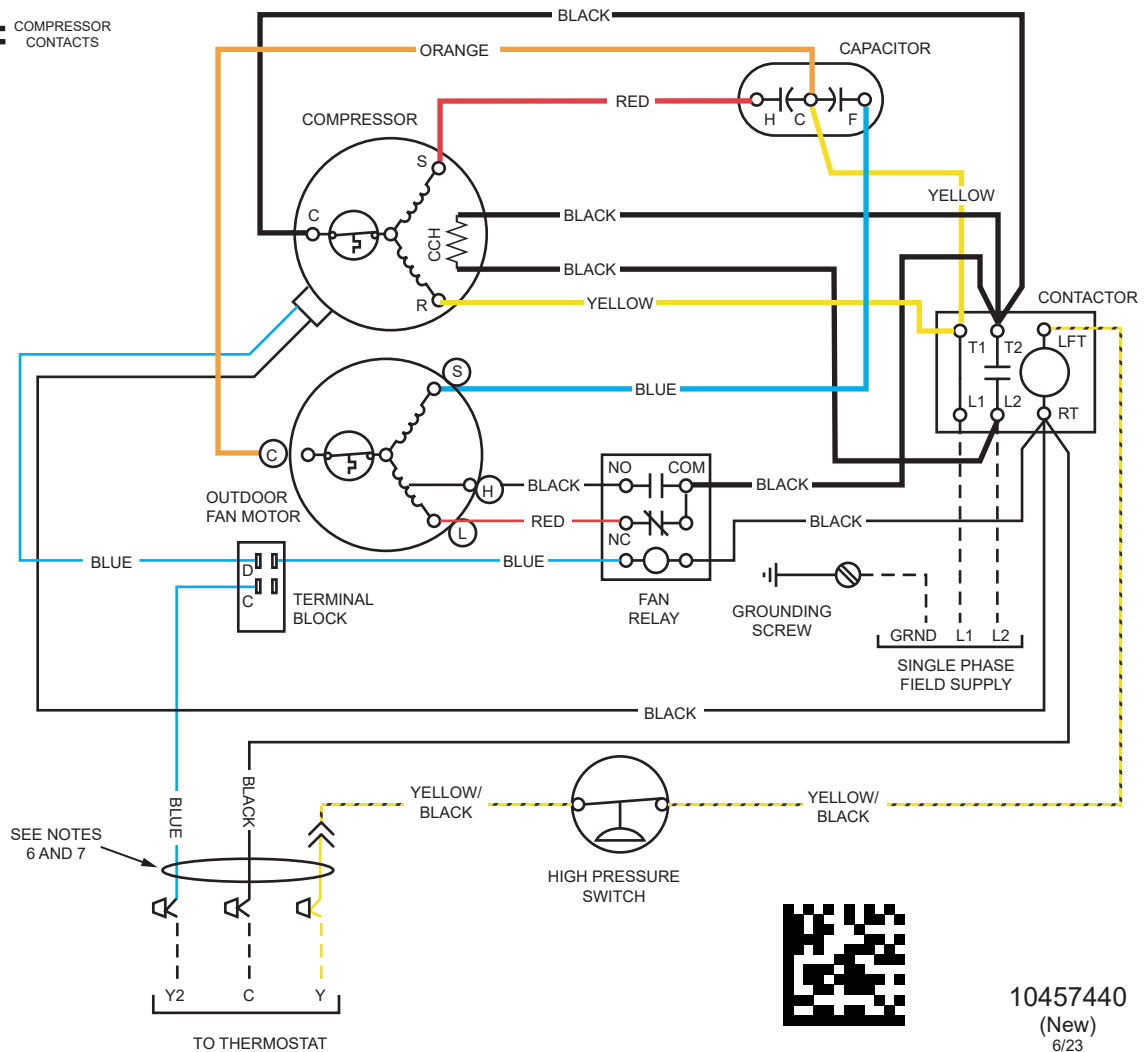 COMPRESSOR
CONTACTS
BLACK
ORANGE
CAPACITOR
RED
H
C
F
COMPRESSOR
S
C
CCH
R
BLACK
BLACK
YELLOW
YELLOW
CONTACTOR
T1
T2
LFT
L1
L2
RT
S
BLUE
C
H
L
OUTDOOR
FAN MOTOR
BLACK
RED
NO
COM
NC
BLACK
BLACK
BLUE
D
C
BLUE
TERMINAL
BLOCK
FAN
RELAY
GROUNDING
SCREW
GRND
L1
L2
SINGLE PHASE
FIELD SUPPLY
BLACK
BLUE
BLACK
YELLOW/
BLACK
YELLOW/
BLACK
SEE NOTES
6 AND 7
HIGH PRESSURE
SWITCH
Y2
C
Y
TO THERMOSTAT
10457440
(New)
6/23